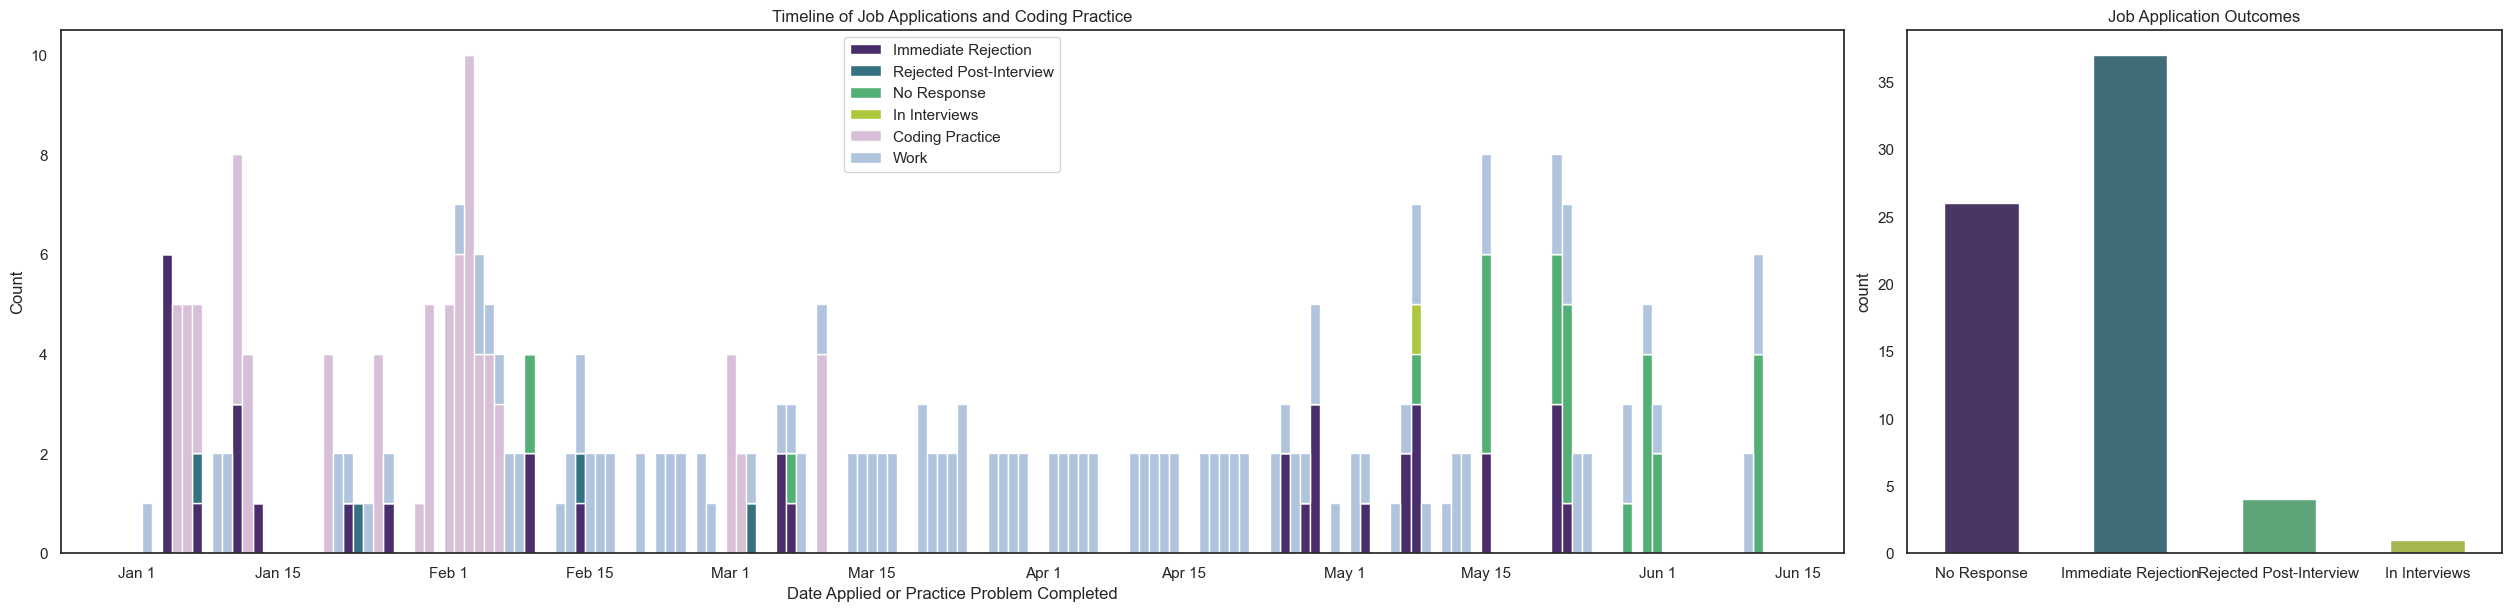 Timeline of Job Applications and Coding Practice
10
8
6
4
2
0
Count
Immediate Rejection
Rejected Post-Interview
No Response
In Interviews
Coding Practice
Work
Jan 1
Jan 15
Feb 1
Feb 15
Mar 1
Mar 15
Apr 1
Apr 15
May 1
May 15
Jun 1
Jun 15
Date Applied or Practice Problem Completed
Job Application Outcomes
35
30
25
20
15
10
5
0
count
No Response
Immediate Rejection
Rejected Post-Interview
In Interviews